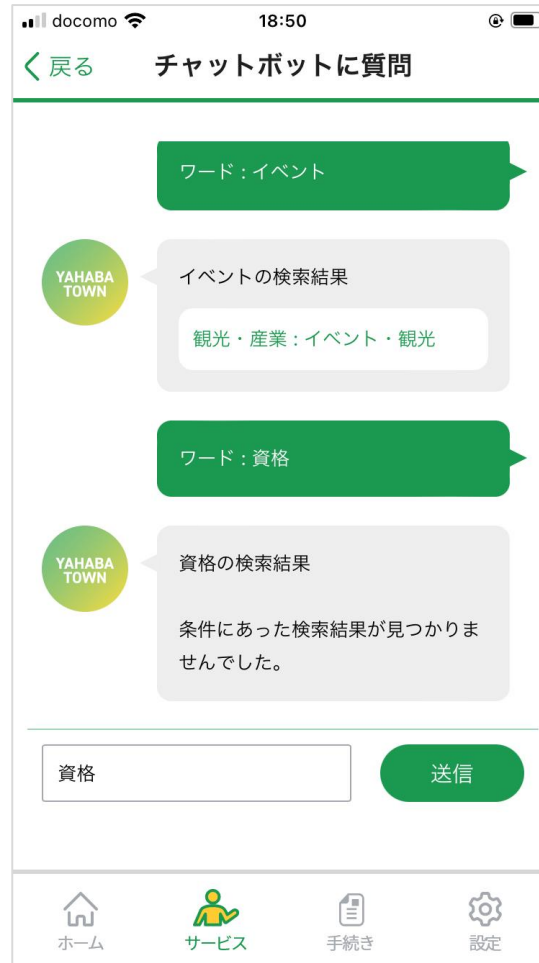 docomo 18:50
戻る チャットボットに質問
ワード:イベント
YAHABA
TOWN
イベントの検索結果
観光・産業:イベント・観光
ワード:資格
YAHABA
TOWN
資格の検索結果
条件にあった検索結果が見つかりま
せんでした。
資格 送信
ホーム サービス 手続き 設定